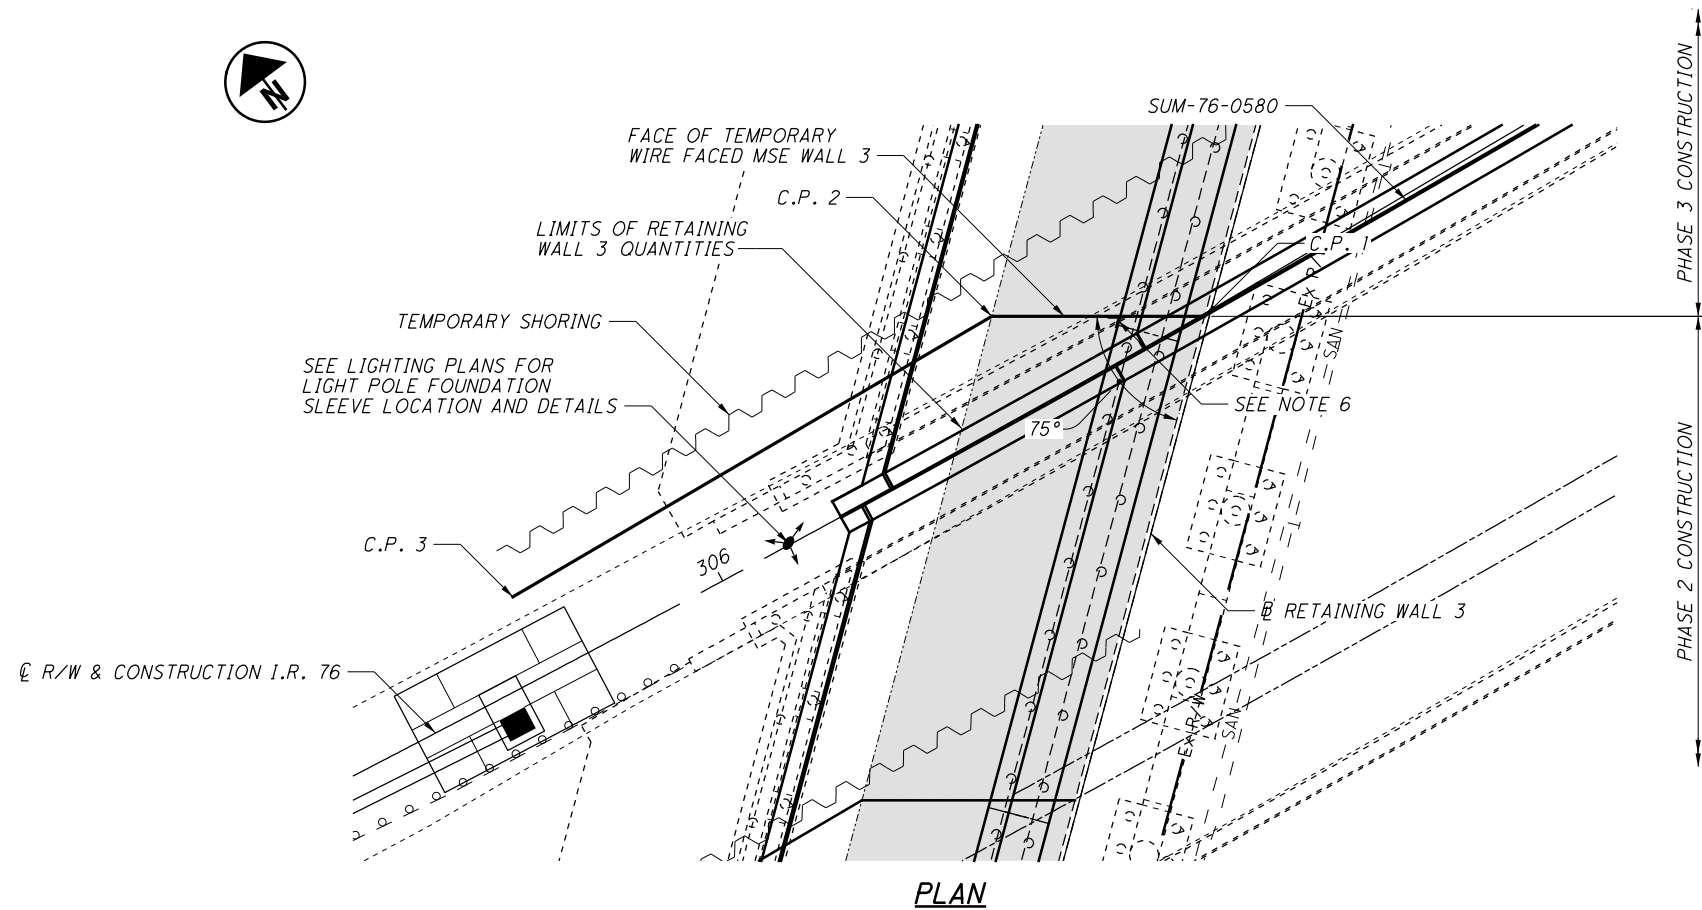 N
SUM-76-0580
FACE OF TEMPORARY
WIRE FACED MSE WALL 3
C.P. 2
LIMITS OF RETAINING
WALL 3 QUANTITIES
C.P. 1
PHASE 3 CONSTRUCTION
TEMPORARY SHORING
SEE LIGHTING PLANS FOR
LIGHT POLE FOUNDATION
SLEEVE LOCATION AND DETAILS
SAN
SEE NOTE 6
75°
C.P. 3
306
PHASE 2 CONSTRUCTION
B RETAINING WALL 3
℄ R/W & CONSTRUCTION I.R. 76
EX R/W
SAN
PLAN